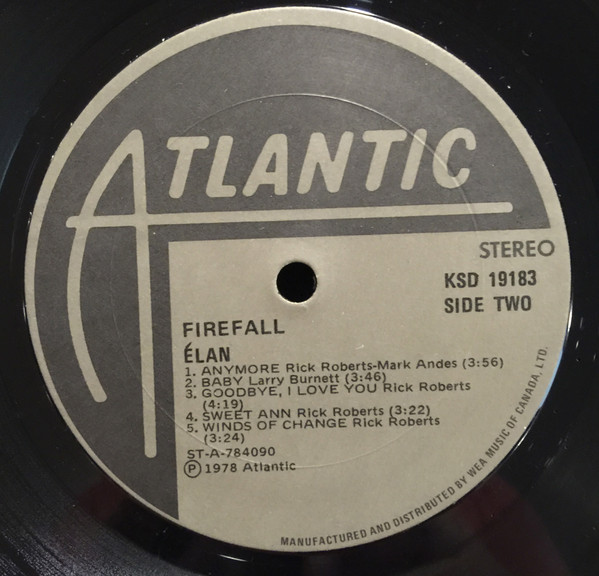 ATLANTIC
STEREO
KSD 19183
SIDE TWO
FIREFALL
ÉLAN
1. ANYMORE Rick Roberts-Mark Andes (3:56)
2. BABY Larry Burnett (3:46)
3. GOODBYE, I LOVE YOU Rick Roberts
(4:19)
4. SWEET ANN Rick Roberts (3:22)
5. WINDS OF CHANGE Rick Roberts
(3:24)
ST-A-784090
℗ 1978 Atlantic
MANUFACTURED AND DISTRIBUTED BY WEA MUSIC OF CANADA, LTD.